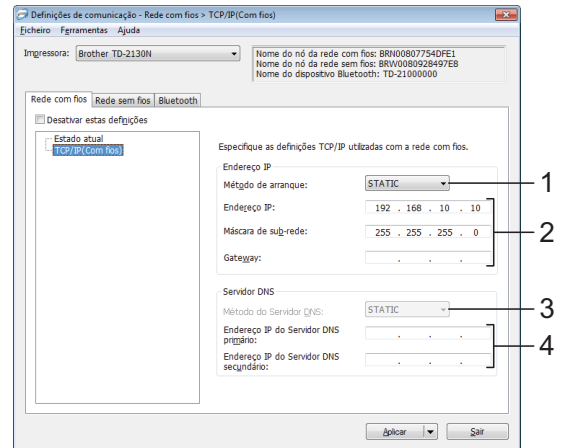 Definições de comunicação - Rede com fios > TCP/IP(Com fios)
Ficheiro Ferramentas Ajuda
Impressora: Brother TD-2130N
Nome do nó da rede com fios: BRN00807754DFE1
Nome do nó da rede sem fios: BRW0080928497EB
Nome do dispositivo Bluetooth: TD-21000000
Rede com fios Rede sem fios Bluetooth
Desativar estas definições
Estado atual
TCP/IP(Com fios)
Especifique as definições TCP/IP utilizadas com a rede com fios.
Endereço IP
Método de arranque: STATIC 1
Endereço IP: 192 . 168 . 10 . 10
Máscara de sub-rede: 255 . 255 . 255 . 0 2
Gateway: . . .
Servidor DNS
Método do Servidor DNS: STATIC 3
Endereço IP do Servidor DNS
primário: . . .
4
Endereço IP do Servidor DNS
secundário: . . .
Aplicar Sair